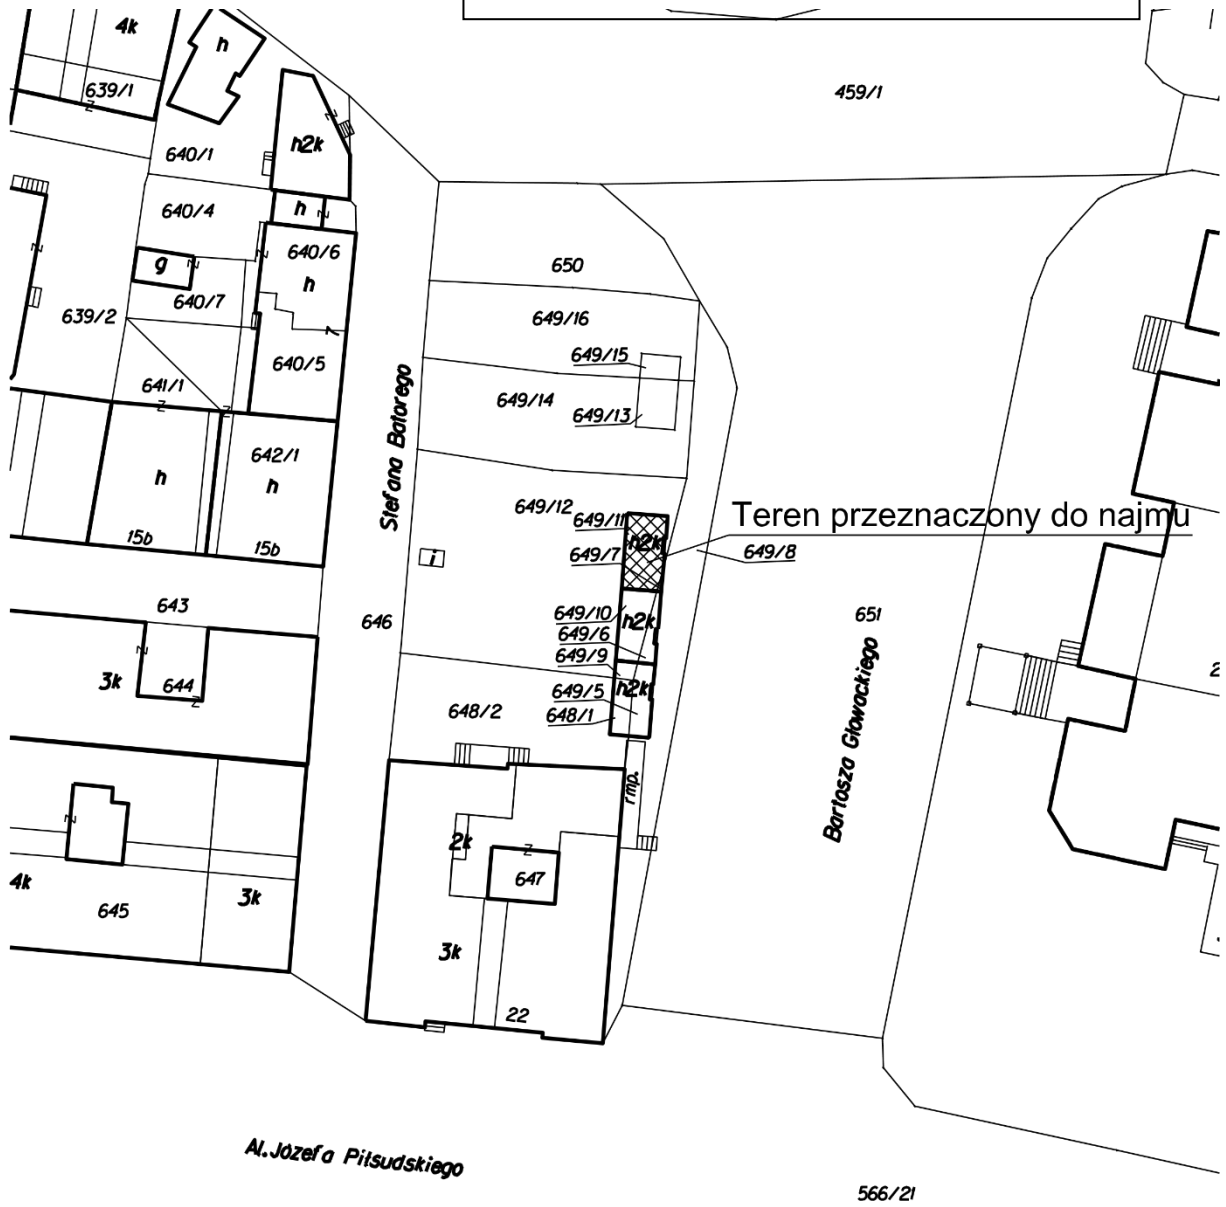 4k
h
639/1
459/1
h2k
640/1
640/4
h
640/6
h
g
640/7
639/2
650
649/16
649/15
640/5
641/1
649/14
649/13
Stefana Batorego
642/1
h
h
15b
15b
649/12
649/11
Teren przeznaczony do najmu
h2k
649/7
649/8
i
643
646
649/10
h2k
651
649/6
649/9
3k
644
h2k
649/5
648/2
648/1
2
Bartosza Głowackiego
rmp.
2k
647
4k
645
3k
3k
22
Al.Józefa Piłsudskiego
566/21